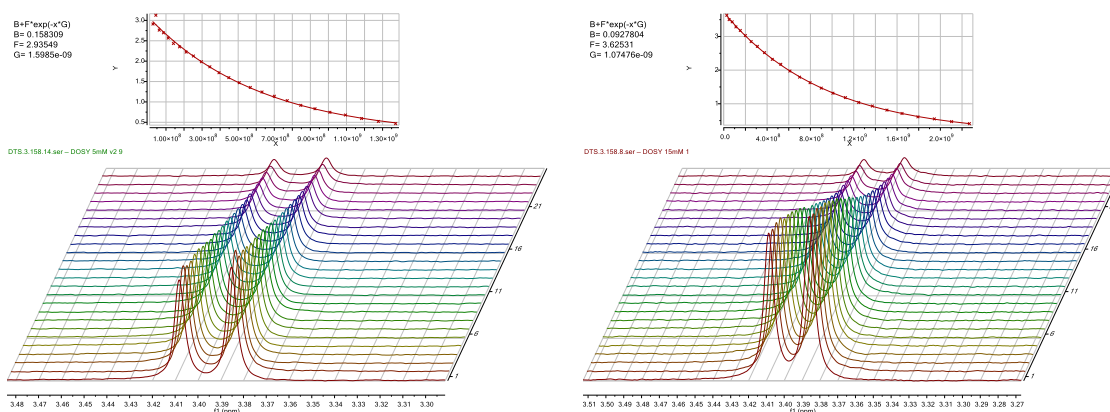 B+F*exp(-x*G)
B= 0.158309
F= 2.93549
G= 1.5985e-09
Y
3.0
2.5
2.0
1.5
1.0
0.5
1.00×10⁸ 3.00×10⁸ 5.00×10⁸ 7.00×10⁸ 9.00×10⁸ 1.10×10⁹ 1.30×10⁹
X
DTS.3.158.14.ser – DOSY 5mM v2 9
21
16
11
6
1
3.48 3.47 3.46 3.45 3.44 3.43 3.42 3.41 3.40 3.39 3.38 3.37 3.36 3.35 3.34 3.33 3.32 3.31 3.30
f1 (ppm)
B+F*exp(-x*G)
B= 0.0927804
F= 3.62531
G= 1.07476e-09
Y
3
2
1
0.0 4.0×10⁸ 8.0×10⁸ 1.2×10⁹ 1.6×10⁹ 2.0×10⁹
X
DTS.3.158.8.ser – DOSY 15mM 1
21
16
11
6
1
3.51 3.50 3.49 3.48 3.47 3.46 3.45 3.44 3.43 3.42 3.41 3.40 3.39 3.38 3.37 3.36 3.35 3.34 3.33 3.32 3.31 3.30 3.29 3.28 3.27
f1 (ppm)